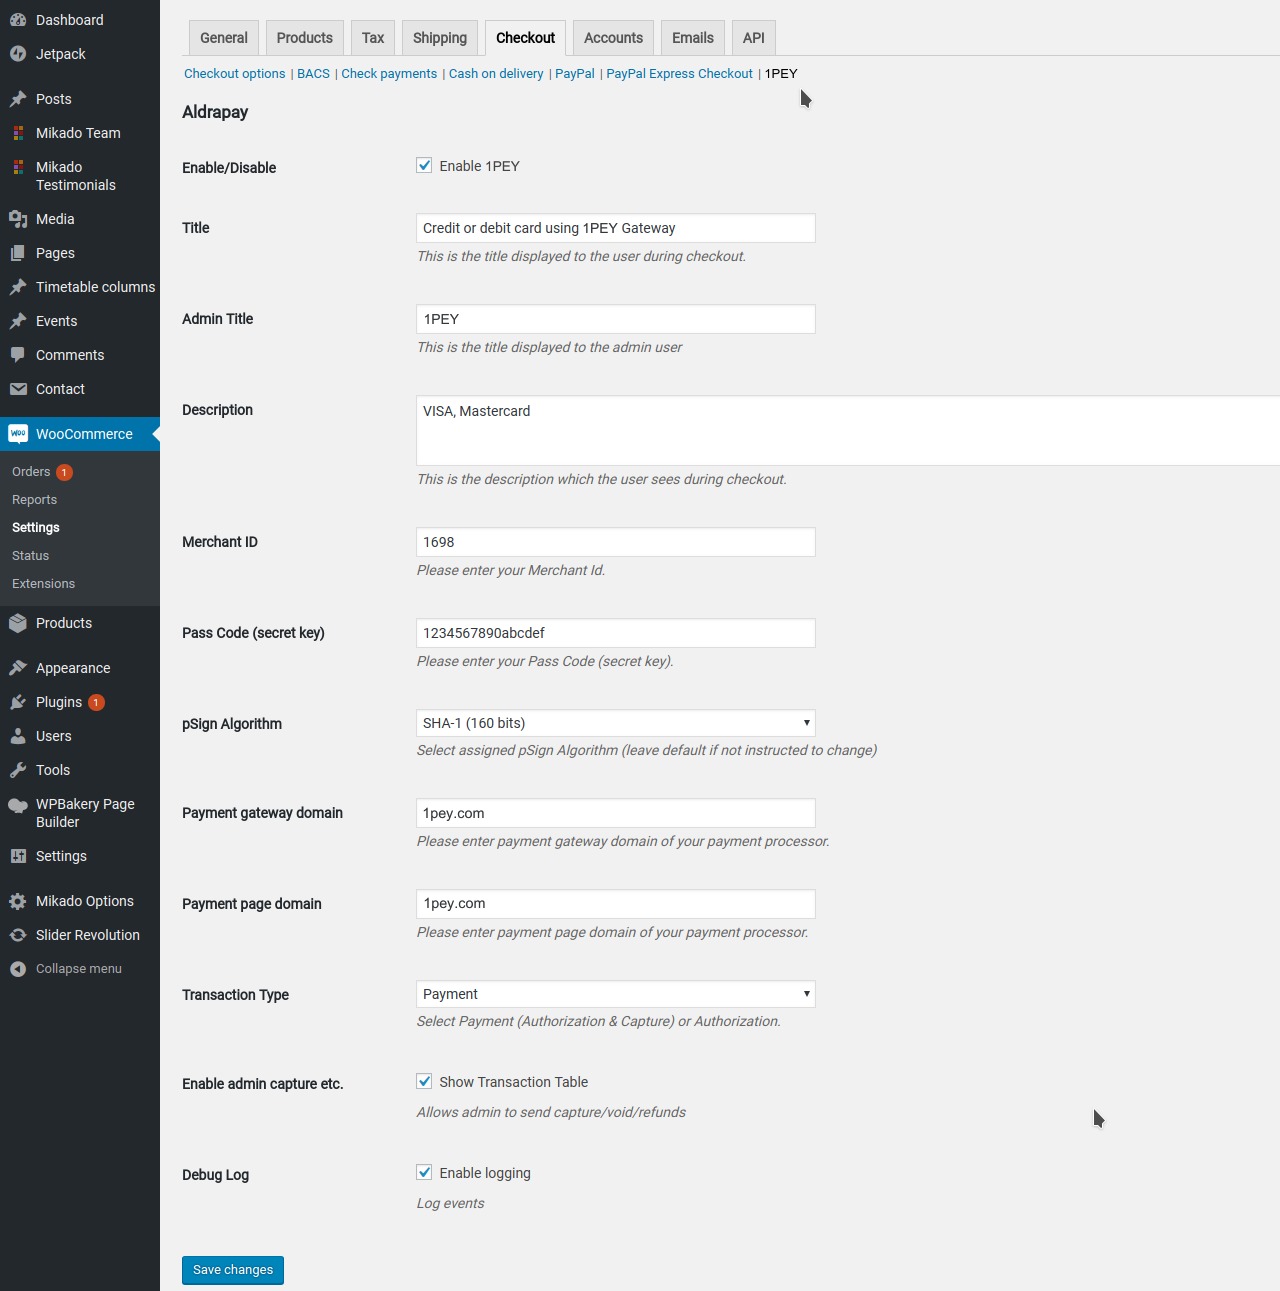 Dashboard
Jetpack
Posts
Mikado Team
Mikado
Testimonials
Media
Pages
Timetable columns
Events
Comments
Contact
Woo WooCommerce
Orders 1
Reports
Settings
Status
Extensions
Products
Appearance
Plugins 1
Users
Tools
WPBakery Page
Builder
Settings
Mikado Options
Slider Revolution
Collapse menu
General Products Tax Shipping Checkout Accounts Emails API
Checkout options | BACS | Check payments | Cash on delivery | PayPal | PayPal Express Checkout | 1PEY
Aldrapay
Enable/Disable Enable 1PEY
Title Credit or debit card using 1PEY Gateway
This is the title displayed to the user during checkout.
Admin Title 1PEY
This is the title displayed to the admin user
Description VISA, Mastercard
This is the description which the user sees during checkout.
Merchant ID 1698
Please enter your Merchant Id.
Pass Code (secret key) 1234567890abcdef
Please enter your Pass Code (secret key).
pSign Algorithm SHA-1 (160 bits)
Select assigned pSign Algorithm (leave default if not instructed to change)
Payment gateway domain 1pey.com
Please enter payment gateway domain of your payment processor.
Payment page domain 1pey.com
Please enter payment page domain of your payment processor.
Transaction Type Payment
Select Payment (Authorization & Capture) or Authorization.
Enable admin capture etc. Show Transaction Table
Allows admin to send capture/void/refunds
Debug Log Enable logging
Log events
Save changes